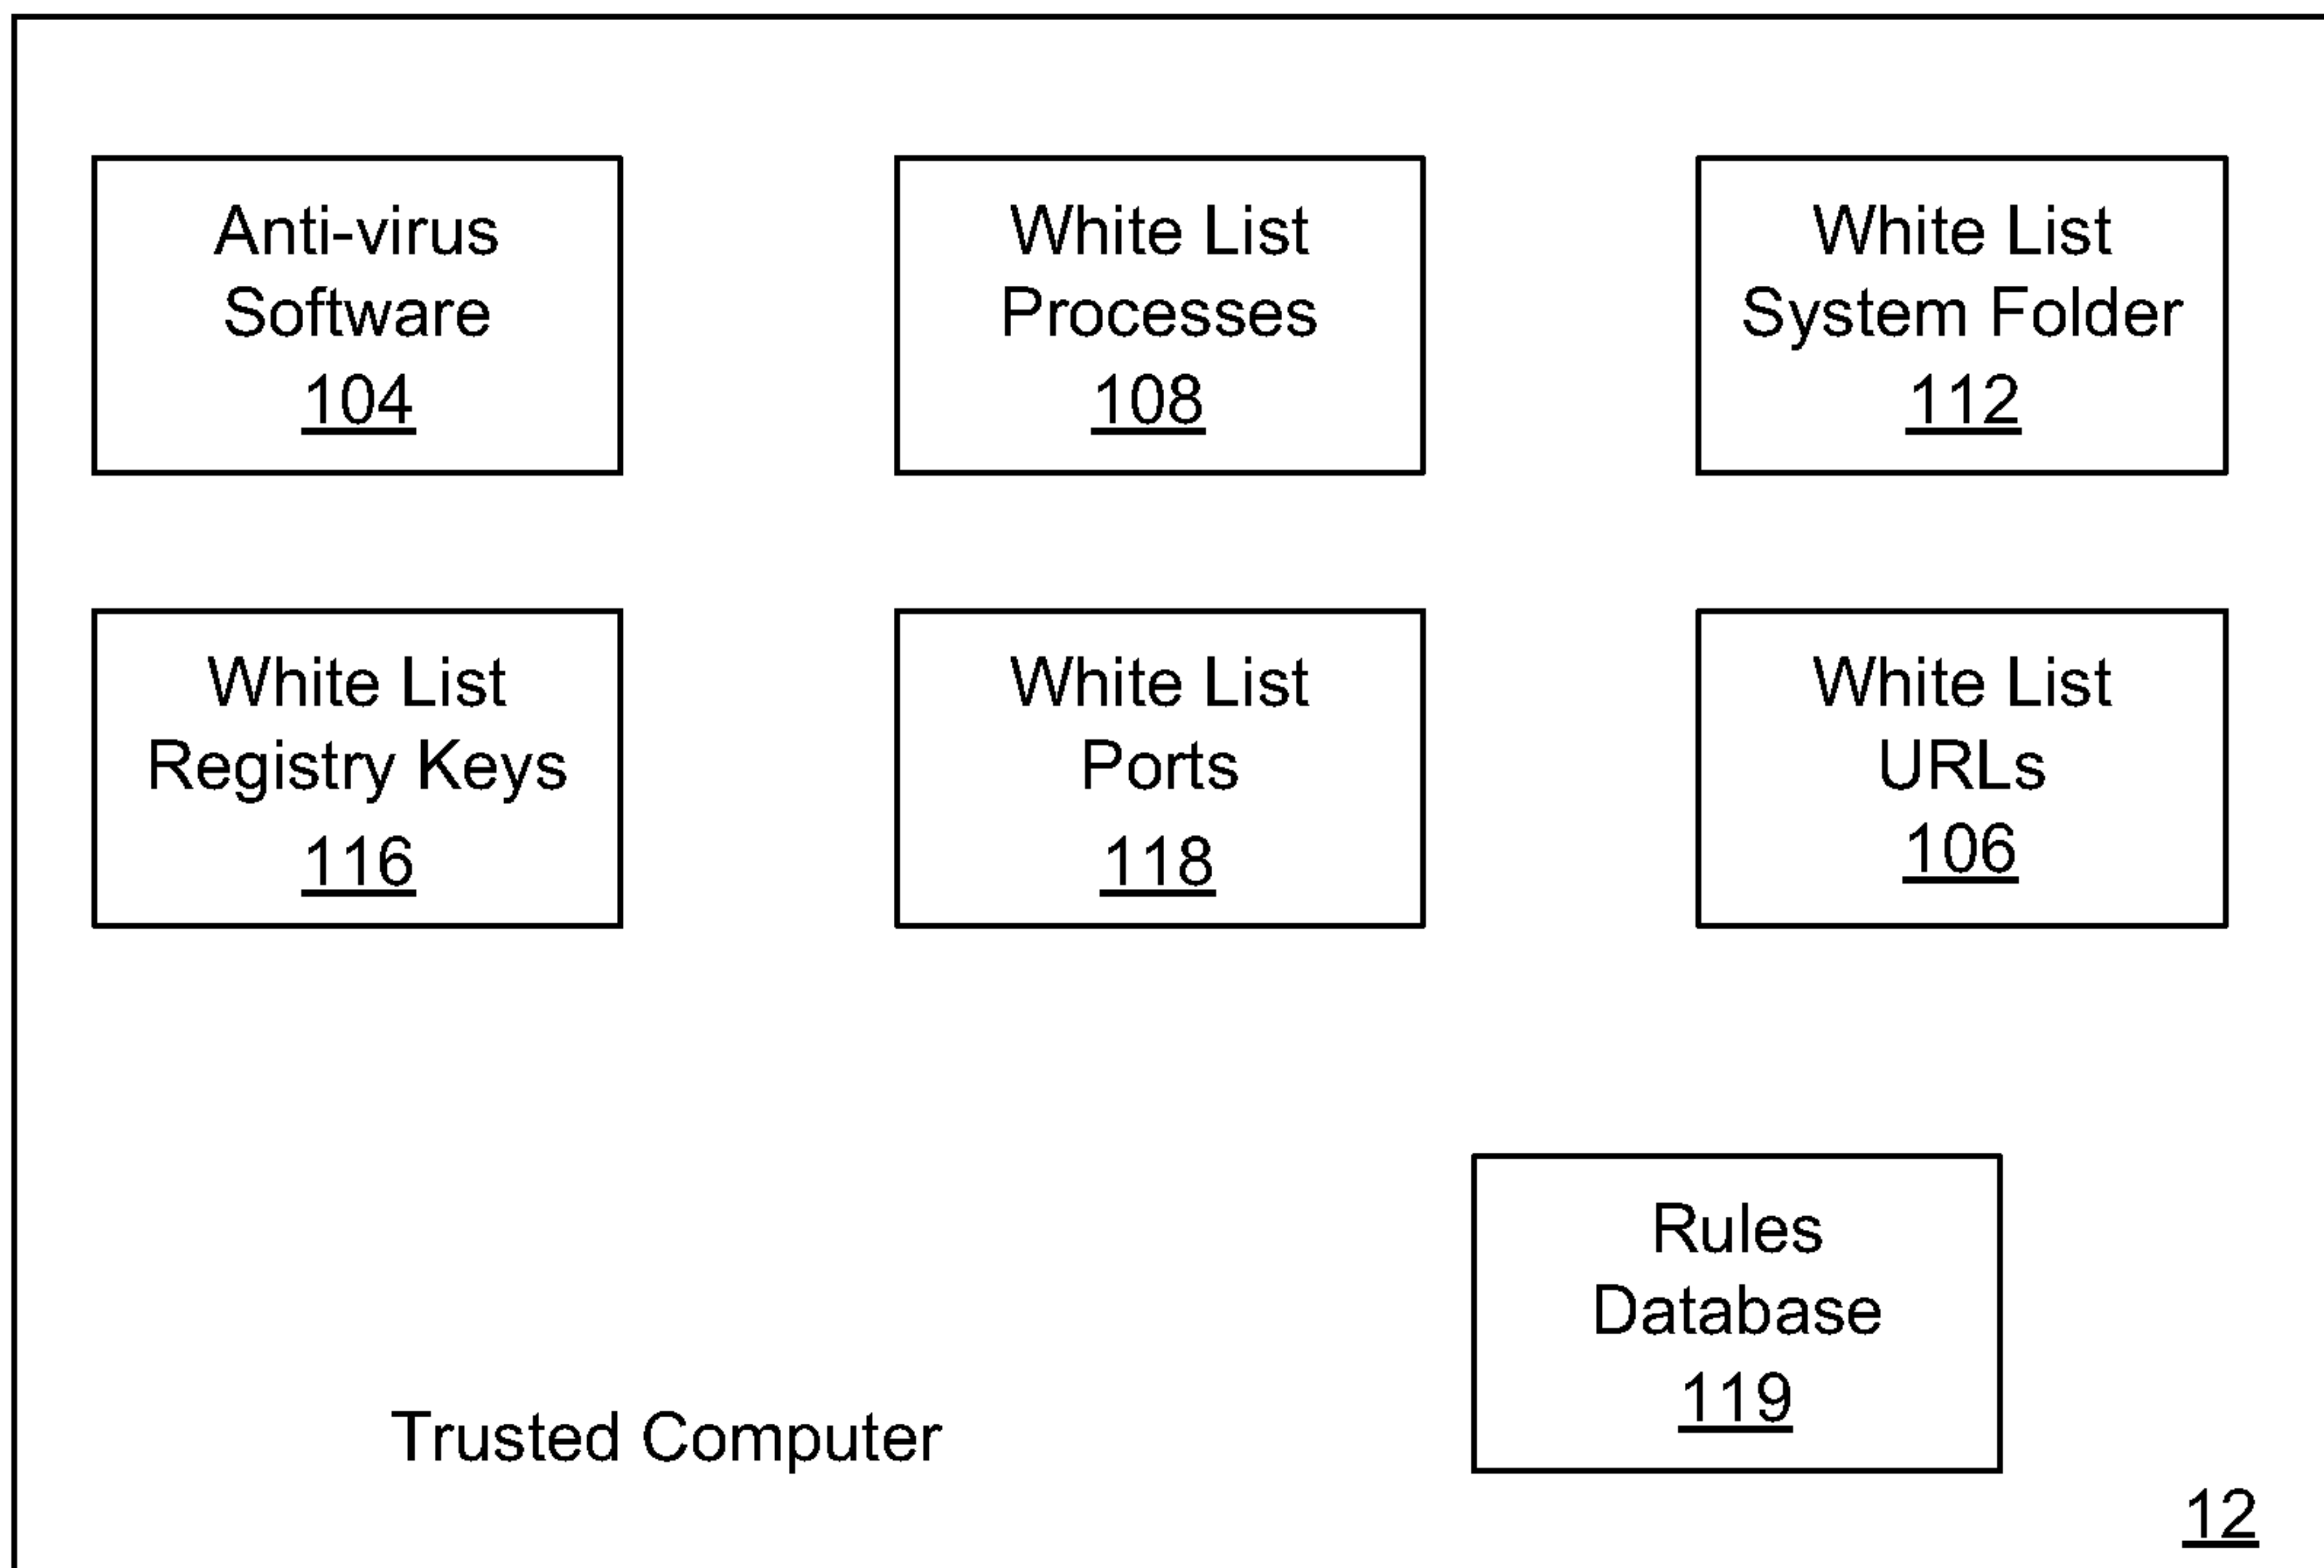 Anti-virus
Software
104
White List
Processes
108
White List
System Folder
112
White List
Registry Keys
116
White List
Ports
118
White List
URLs
106
Rules
Database
119
Trusted Computer
12